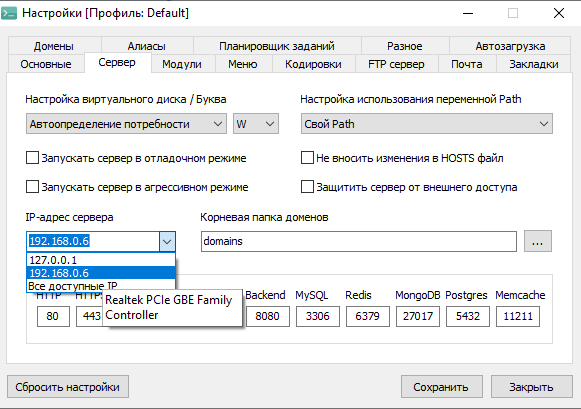 Настройки [Профиль: Default]
Домены Алиасы Планировщик заданий Разное Автозагрузка
Основные Сервер Модули Меню Кодировки FTP сервер Почта Закладки
Настройка виртуального диска / Буква Настройка использования переменной Path
Автоопределение потребности W Свой Path
Запускать сервер в отладочном режиме Не вносить изменения в HOSTS файл
Запускать сервер в агрессивном режиме Защитить сервер от внешнего доступа
IP-адрес сервера Корневая папка доменов
192.168.0.6 domains ...
127.0.0.1
192.168.0.6
Все доступные IP
HTTP Backend MySQL Redis MongoDB Postgres Memcache
Realtek PCIe GBE Family
Controller
80 443 8080 3306 6379 27017 5432 11211
Сбросить настройки Сохранить Закрыть